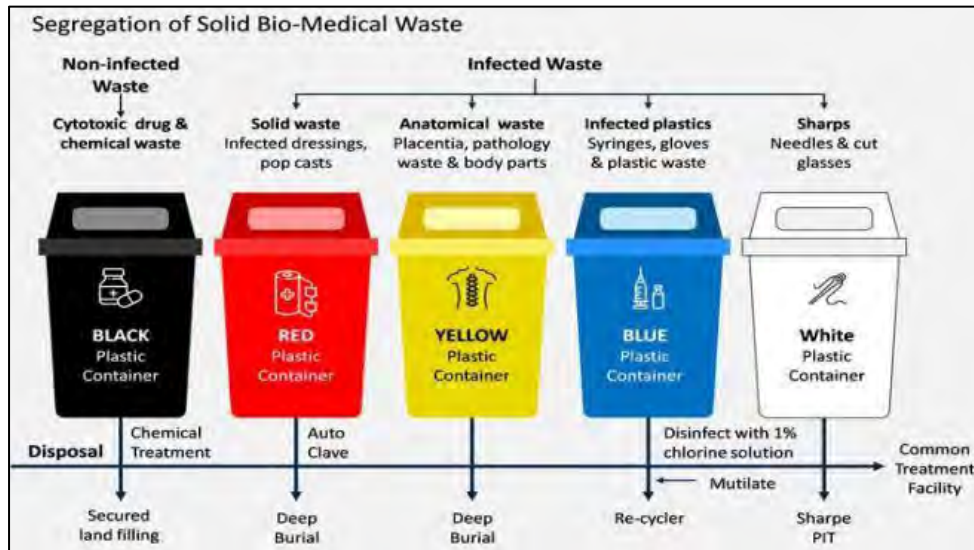 Segregation of Solid Bio-Medical Waste
Non-infected
Waste
Infected Waste
Cytotoxic drug &
chemical waste
Solid waste
Infected dressings,
pop casts
Anatomical waste
Placentia, pathology
waste & body parts
Infected plastics
Syringes, gloves
& plastic waste
Sharps
Needles & cut
glasses
BLACK
Plastic
Container
RED
Plastic
Container
YELLOW
Plastic
Container
BLUE
Plastic
Container
White
Plastic
Container
Disposal
Chemical
Treatment
Auto
Clave
Disinfect with 1%
chlorine solution
Mutilate
Common
Treatment
Facility
Secured
land filling
Deep
Burial
Deep
Burial
Re-cycler
Sharpe
PIT